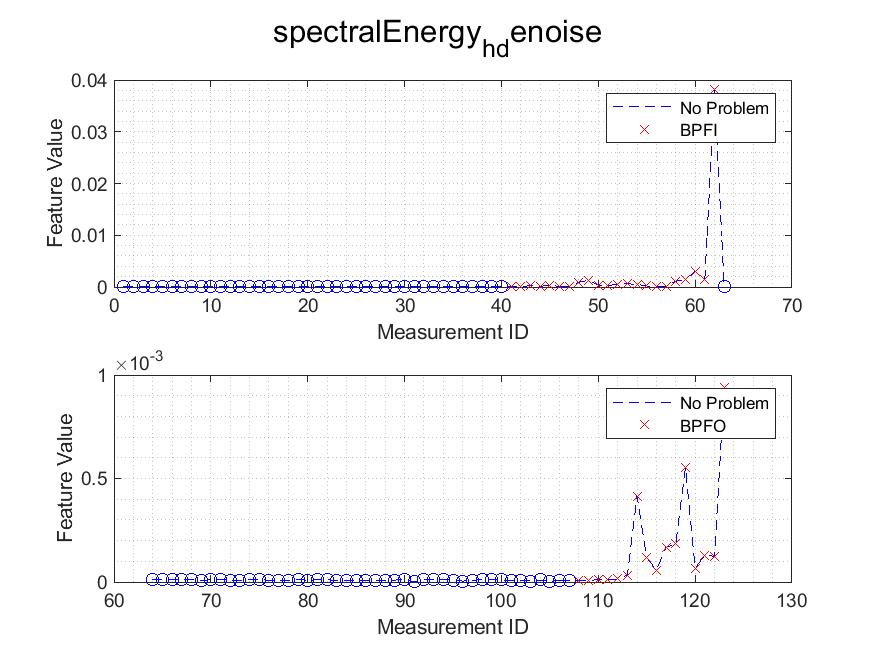 spectralEnergy_hdenoise
0.04
0.03
0.02
0.01
0
Feature Value
No Problem
BPFI
0 10 20 30 40 50 60 70
Measurement ID
×10^-3
1
0.5
0
Feature Value
No Problem
BPFO
60 70 80 90 100 110 120 130
Measurement ID